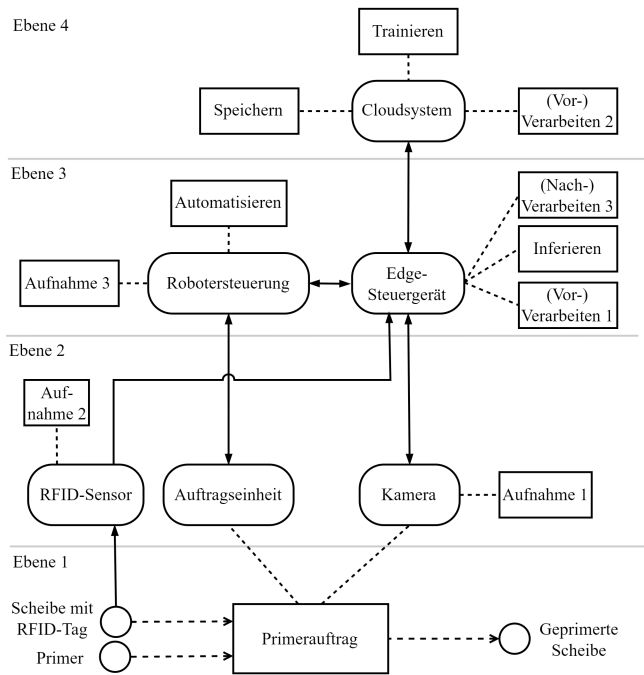 Ebene 4
Trainieren
Speichern
Cloudsystem
(Vor-)
Verarbeiten 2
Ebene 3
(Nach-)
Verarbeiten 3
Automatisieren
Inferieren
Aufnahme 3
Robotersteuerung
Edge-
Steuergerät
(Vor-)
Verarbeiten 1
Ebene 2
Auf-
nahme 2
RFID-Sensor
Auftragseinheit
Kamera
Aufnahme 1
Ebene 1
Scheibe mit
RFID-Tag
Primer
Primerauftrag
Geprimerte
Scheibe